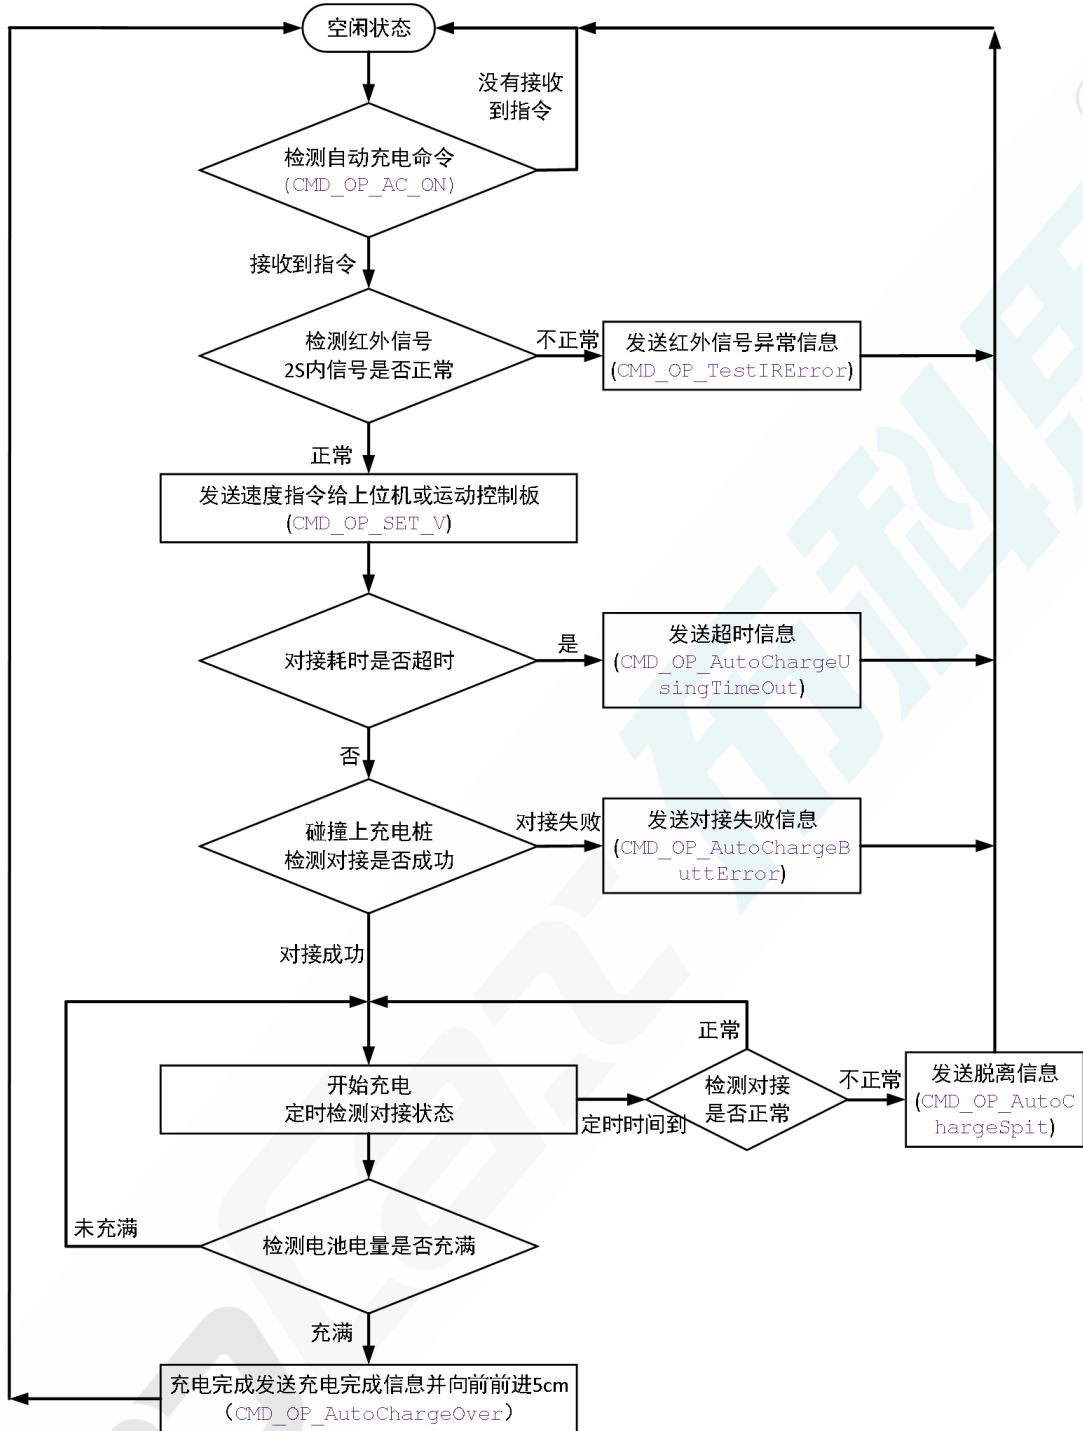 空闲状态
没有接收
到指令
检测自动充电命令
(CMD_OP_AC_ON)
接收到指令
检测红外信号
2S内信号是否正常
不正常
发送红外信号异常信息
(CMD_OP_TestIRError)
正常
发送速度指令给上位机或运动控制板
(CMD_OP_SET_V)
对接耗时是否超时
是
发送超时信息
(CMD_OP_AutoChargeU
singTimeOut)
否
碰撞上充电桩
检测对接是否成功
对接失败
发送对接失败信息
(CMD_OP_AutoChargeB
uttError)
对接成功
正常
开始充电
定时检测对接状态
定时时间到
检测对接
是否正常
不正常
发送脱离信息
(CMD_OP_AutoC
hargeSpit)
未充满
检测电池电量是否充满
充满
充电完成发送充电完成信息并向前前进5cm
（CMD_OP_AutoChargeOver）